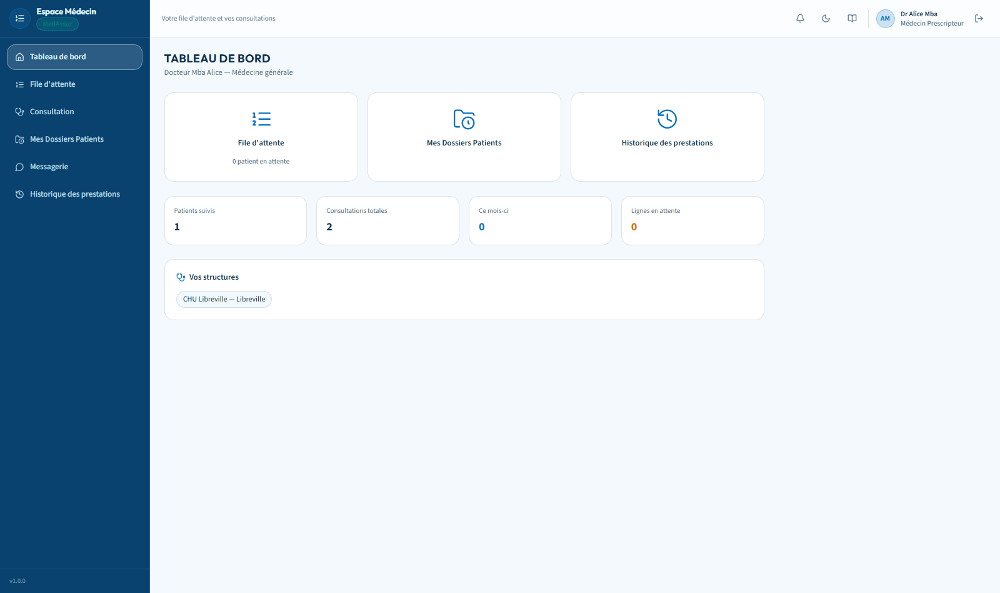 Espace Médecin
MedAssur
Votre file d'attente et vos consultations
AM
Dr Alice Mba
Médecin Prescripteur
Tableau de bord
File d'attente
Consultation
Mes Dossiers Patients
Messagerie
Historique des prestations
v1.0.0
TABLEAU DE BORD
Docteur Mba Alice — Médecine générale
1
2
File d'attente
0 patient en attente
Mes Dossiers Patients
Historique des prestations
Patients suivis
1
Consultations totales
2
Ce mois-ci
0
Lignes en attente
0
Vos structures
CHU Libreville — Libreville